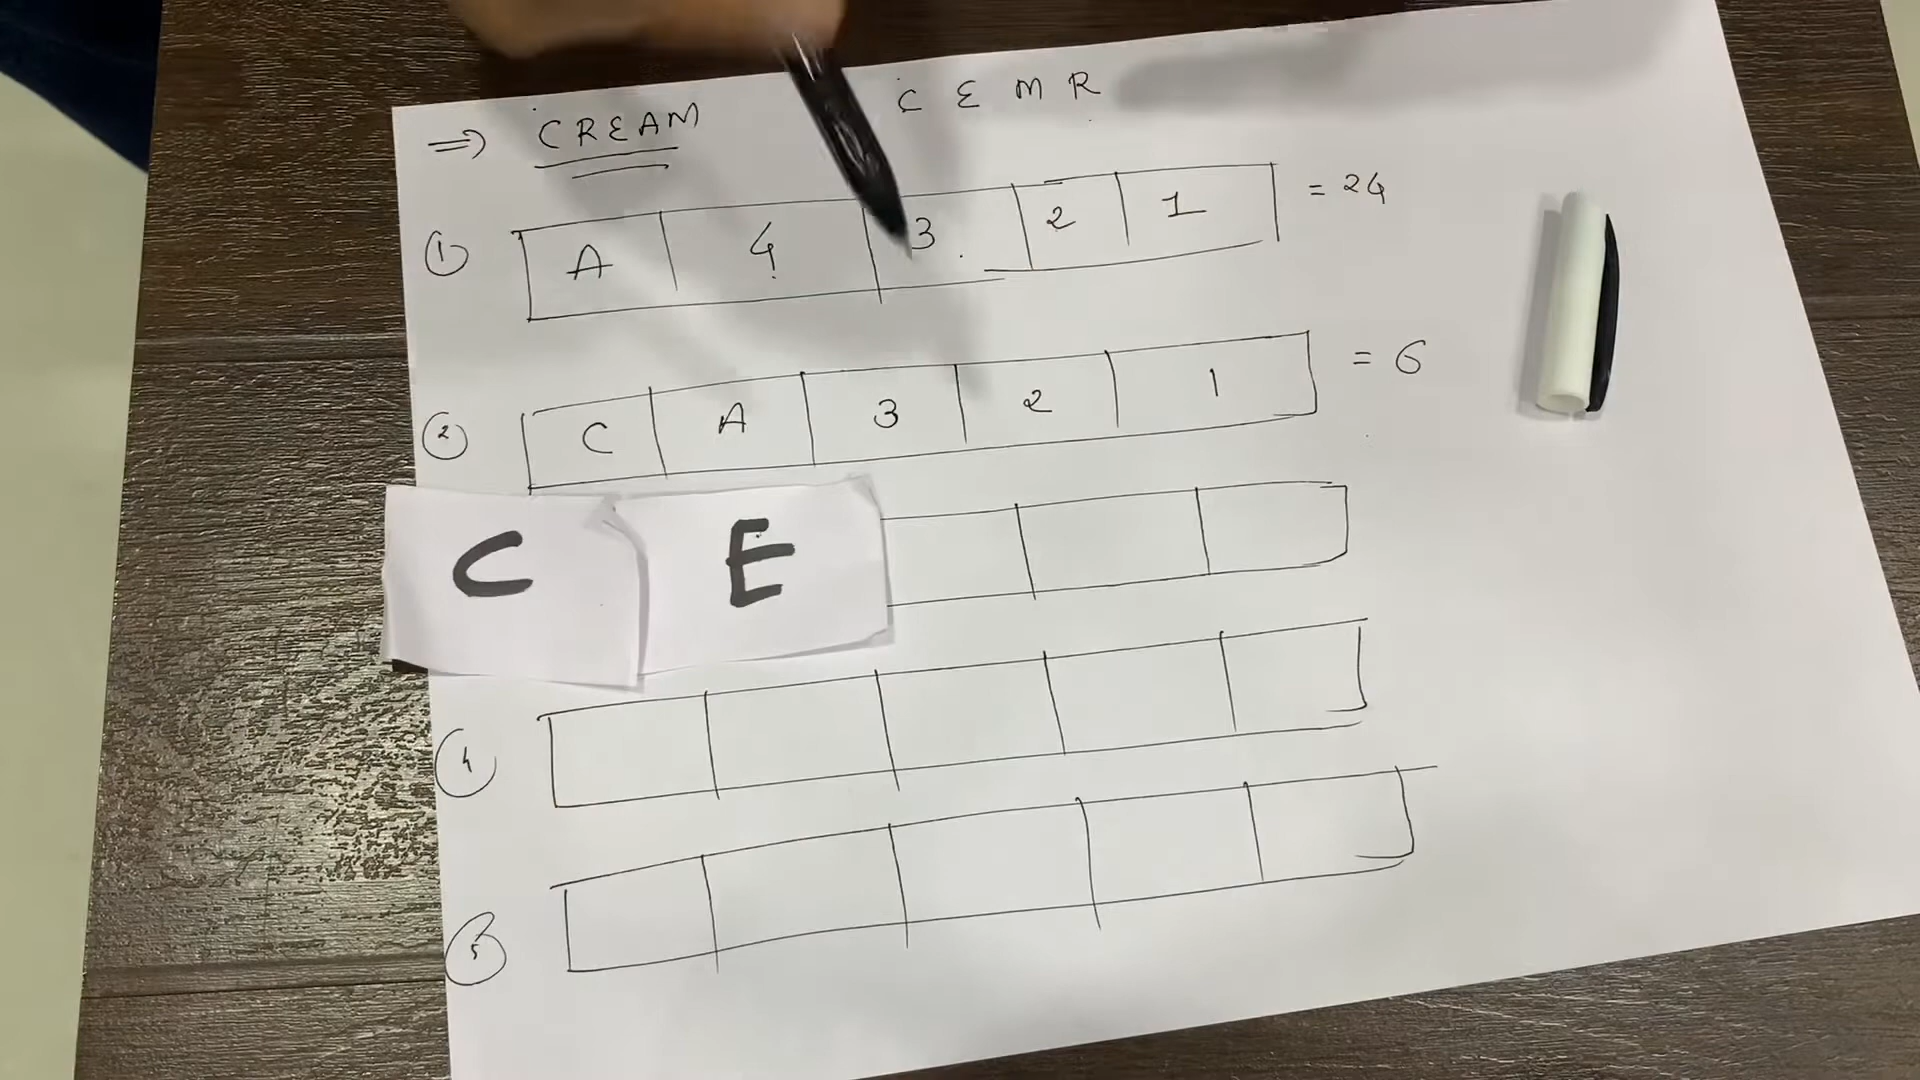 ⇒ CREAM C E M R
① A 4 3 2 1 = 24
② C A 3 2 1 = 6
C E
④
⑤